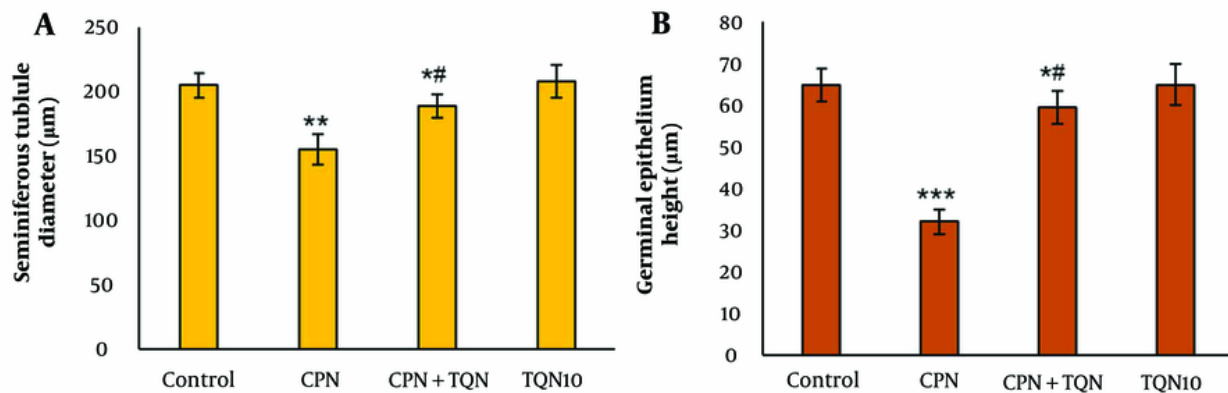 A
Seminiferous tublule
diameter (μm)
250
200
150
100
50
0
**
*#
Control
CPN
CPN + TQN
TQN10
B
Germinal epithelium
height (μm)
80
70
60
50
40
30
20
10
0
***
*#
Control
CPN
CPN + TQN
TQN10